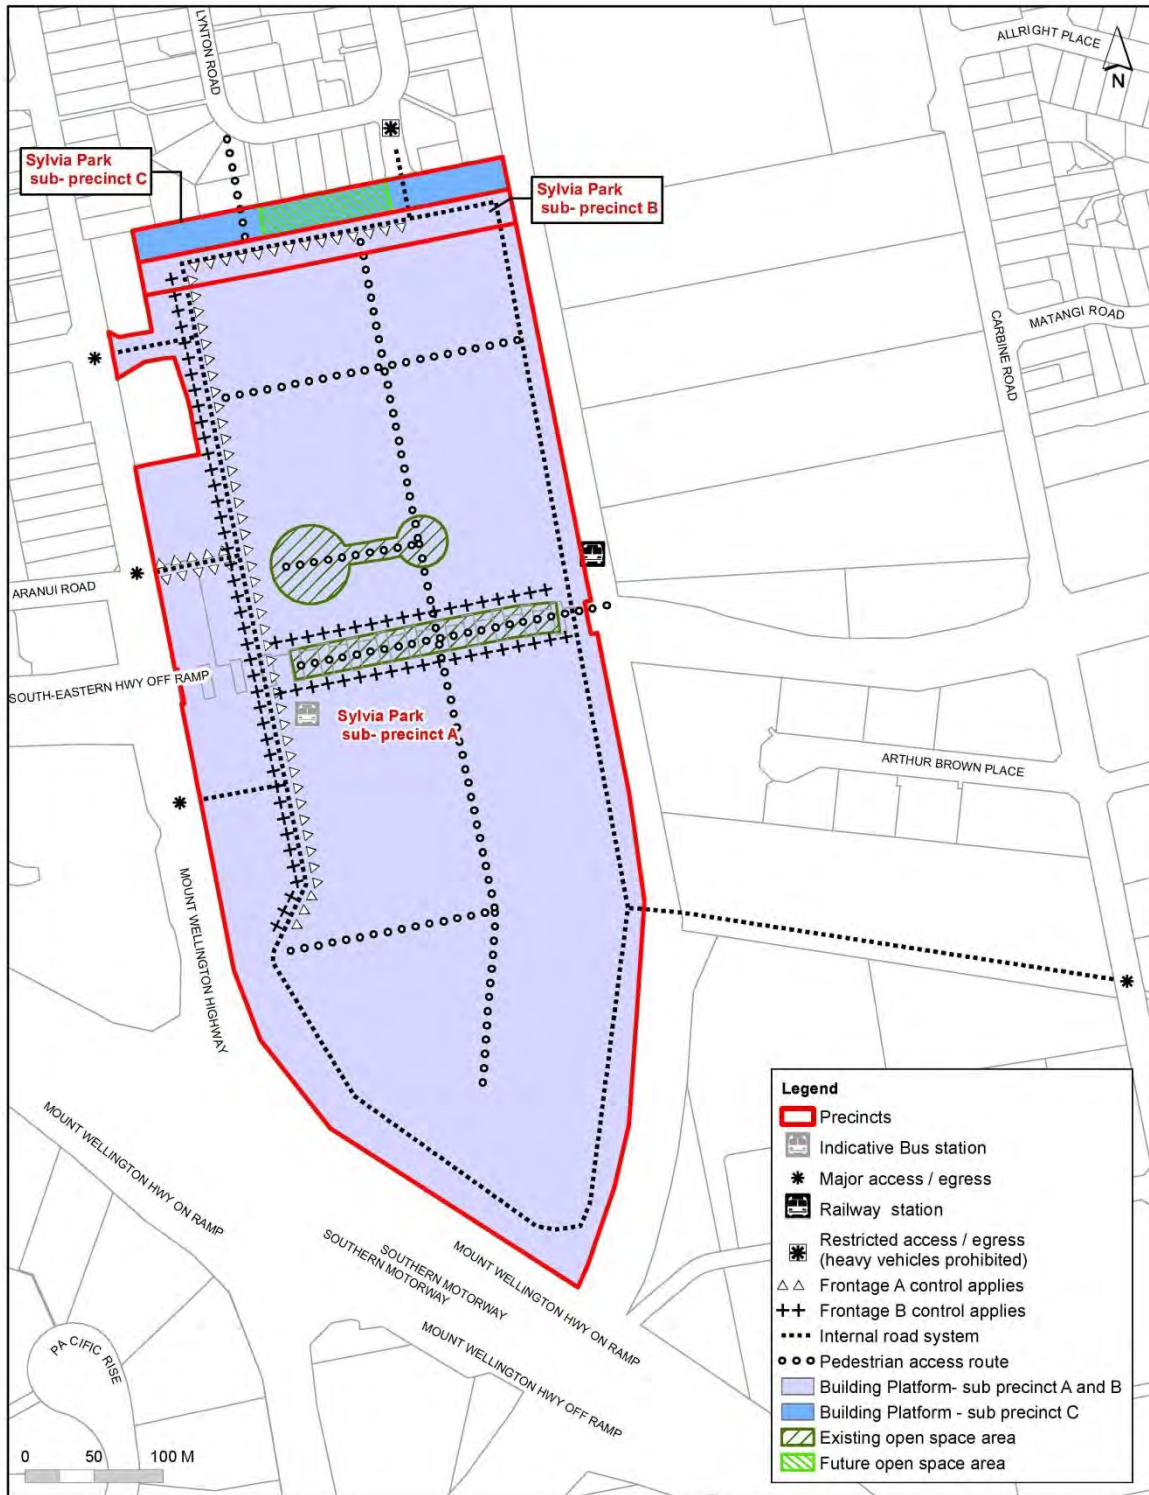 LYNTON ROAD
ALLRIGHT PLACE
N
Sylvia Park
sub- precinct C
Sylvia Park
sub- precinct B
CARBINE ROAD
MATANGI ROAD
ARANUI ROAD
SOUTH-EASTERN HWY OFF RAMP
Sylvia Park
sub- precinct A
ARTHUR BROWN PLACE
MOUNT WELLINGTON HIGHWAY
MOUNT WELLINGTON HWY ON RAMP
SOUTHERN MOTORWAY
SOUTHERN MOTORWAY
MOUNT WELLINGTON HWY ON RAMP
MOUNT WELLINGTON HWY OFF RAMP
PACIFIC RISE
0 50 100 M
Legend
Precincts
Indicative Bus station
Major access / egress
Railway station
Restricted access / egress
(heavy vehicles prohibited)
Frontage A control applies
Frontage B control applies
Internal road system
Pedestrian access route
Building Platform- sub precinct A and B
Building Platform - sub precinct C
Existing open space area
Future open space area